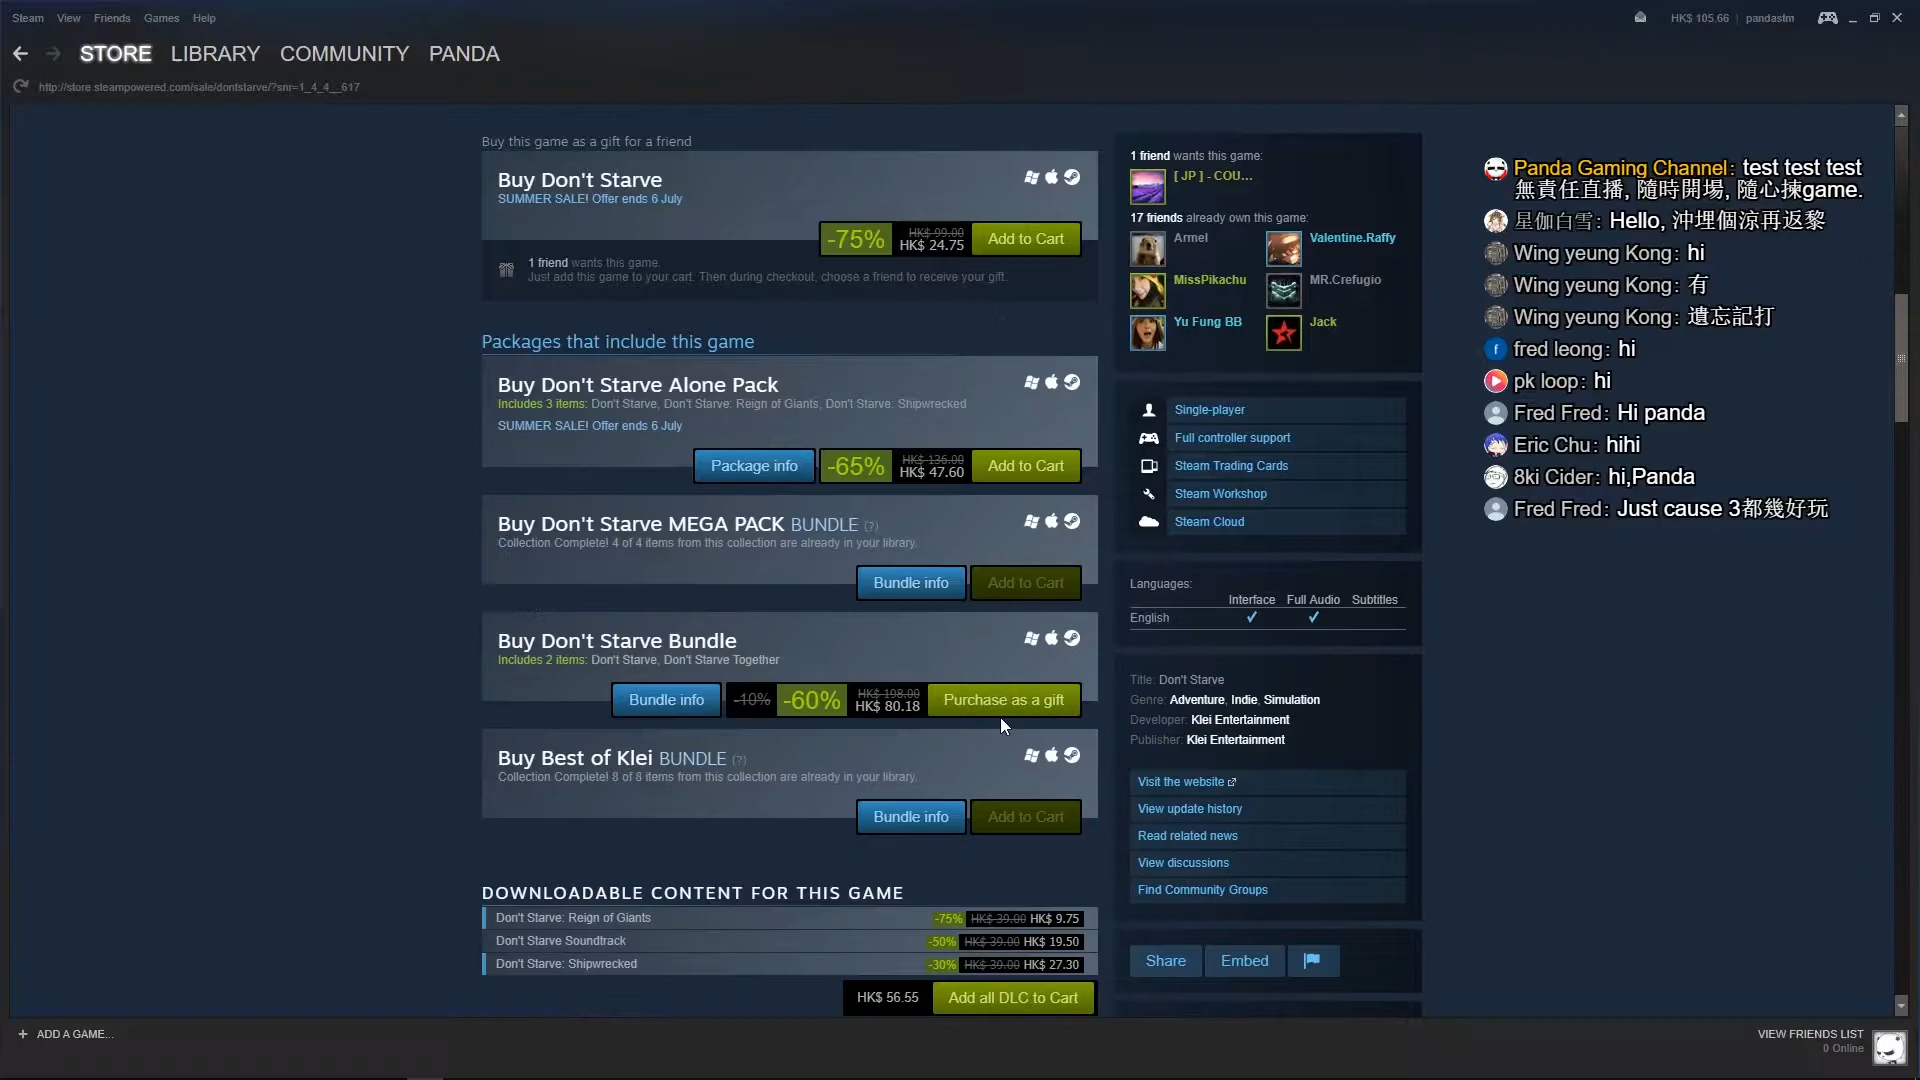 Steam View Friends Games Help
HK$ 105.66 | pandastm
STORE LIBRARY COMMUNITY PANDA
http://store.steampowered.com/sale/dontstarve/?snr=1_4_4__617
Buy this game as a gift for a friend
Buy Don't Starve
SUMMER SALE! Offer ends 6 July
-75% HK$ 99.00 HK$ 24.75 Add to Cart
1 friend wants this game.
Just add this game to your cart. Then during checkout, choose a friend to receive your gift.
Packages that include this game
Buy Don't Starve Alone Pack
Includes 3 items: Don't Starve, Don't Starve: Reign of Giants, Don't Starve: Shipwrecked
SUMMER SALE! Offer ends 6 July
Package info -65% HK$ 136.00 HK$ 47.60 Add to Cart
Buy Don't Starve MEGA PACK BUNDLE (?)
Collection Complete! 4 of 4 items from this collection are already in your library.
Bundle info Add to Cart
Buy Don't Starve Bundle
Includes 2 items: Don't Starve, Don't Starve Together
Bundle info -10% -60% HK$ 198.00 HK$ 80.18 Purchase as a gift
Buy Best of Klei BUNDLE (?)
Collection Complete! 8 of 8 items from this collection are already in your library.
Bundle info Add to Cart
DOWNLOADABLE CONTENT FOR THIS GAME
Don't Starve: Reign of Giants -75% HK$ 39.00 HK$ 9.75
Don't Starve Soundtrack -50% HK$ 39.00 HK$ 19.50
Don't Starve: Shipwrecked -30% HK$ 39.00 HK$ 27.30
HK$ 56.55 Add all DLC to Cart
1 friend wants this game:
[ JP ] - COU...
17 friends already own this game:
Armel Valentine.Raffy
MissPikachu MR.Crefugio
Yu Fung BB Jack
Single-player
Full controller support
Steam Trading Cards
Steam Workshop
Steam Cloud
Languages:
Interface Full Audio Subtitles
English ✓ ✓
Title: Don't Starve
Genre: Adventure, Indie, Simulation
Developer: Klei Entertainment
Publisher: Klei Entertainment
Visit the website
View update history
Read related news
View discussions
Find Community Groups
Share Embed
Panda Gaming Channel: test test test
無責任直播, 隨時開場, 隨心揀game.
星伽白雪: Hello, 沖埋個涼再返黎
Wing yeung Kong: hi
Wing yeung Kong: 有
Wing yeung Kong: 遺忘記打
fred leong: hi
pk loop: hi
Fred Fred: Hi panda
Eric Chu: hihi
8ki Cider: hi,Panda
Fred Fred: Just cause 3都幾好玩
+ ADD A GAME...
VIEW FRIENDS LIST
0 Online